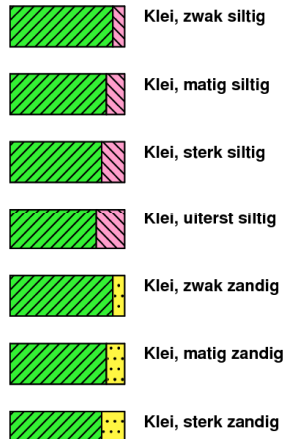 Klei, zwak siltig
Klei, matig siltig
Klei, sterk siltig
Klei, uiterst siltig
Klei, zwak zandig
Klei, matig zandig
Klei, sterk zandig